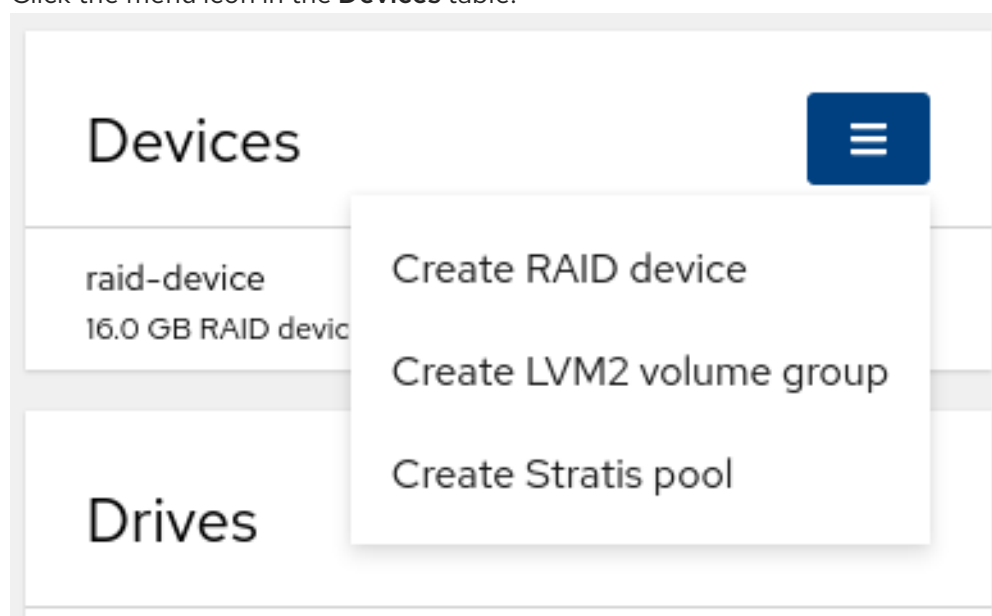 Click the menu icon in the Devices table.
Devices
raid-device
16.0 GB RAID devic
Create RAID device
Create LVM2 volume group
Create Stratis pool
Drives